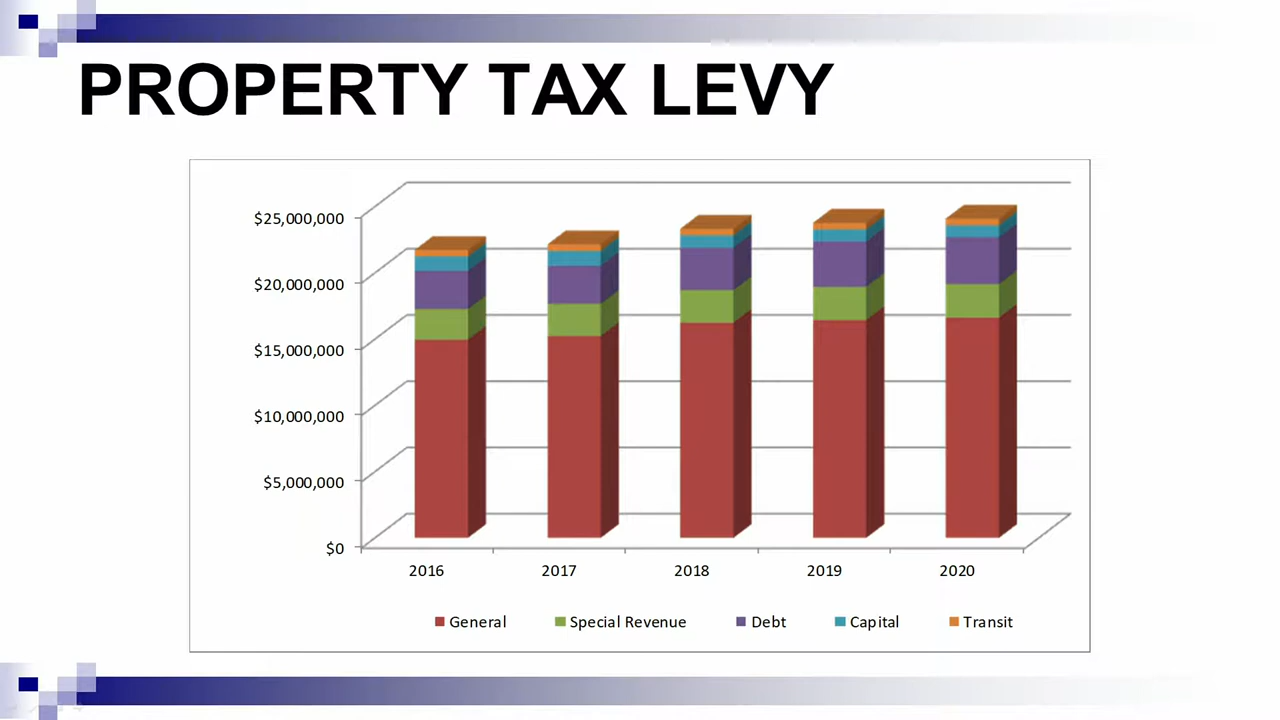 PROPERTY TAX LEVY
$25,000,000
$20,000,000
$15,000,000
$10,000,000
$5,000,000
$0
2016 2017 2018 2019 2020
General Special Revenue Debt Capital Transit